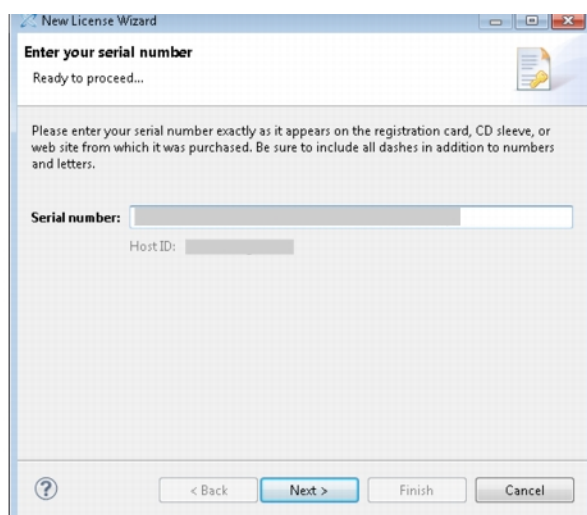 New License Wizard
Enter your serial number
Ready to proceed...
Please enter your serial number exactly as it appears on the registration card, CD sleeve, or
web site from which it was purchased. Be sure to include all dashes in addition to numbers
and letters.
Serial number:
Host ID:
?
< Back Next > Finish Cancel